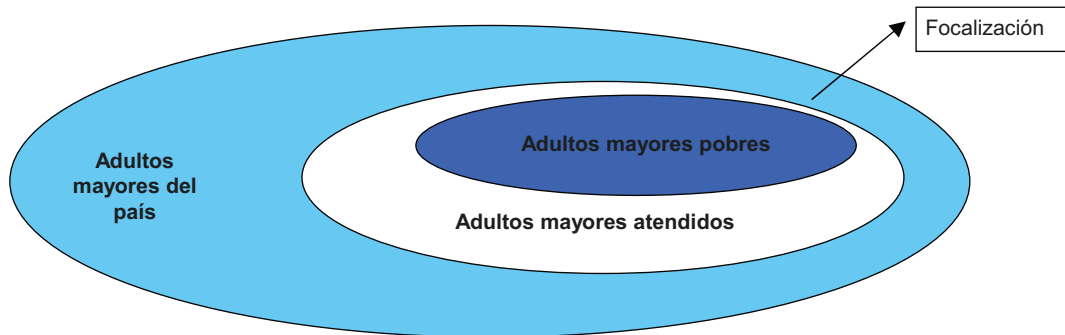 Focalización
Adultos mayores pobres
Adultos
mayores del
país
Adultos mayores atendidos